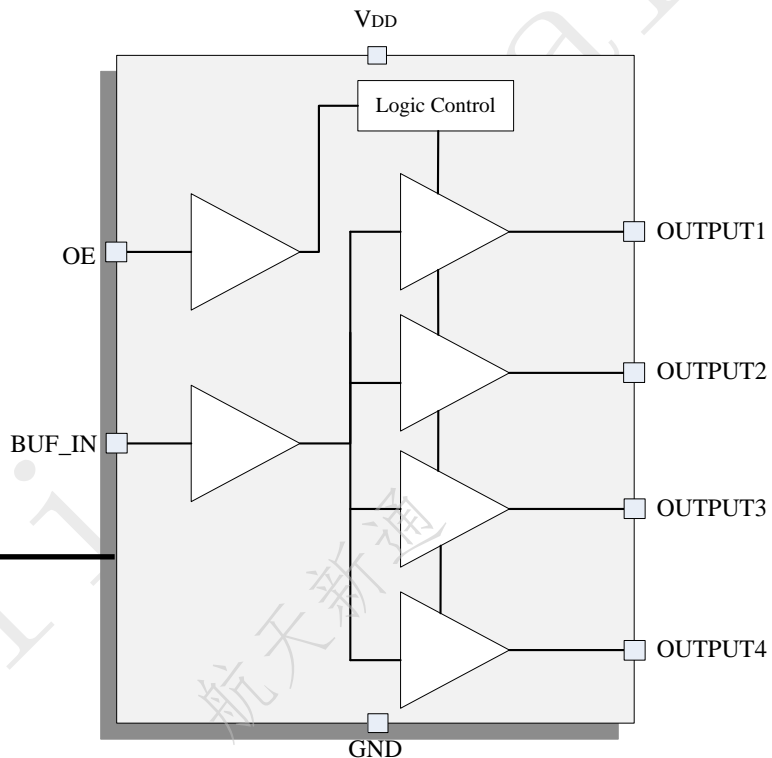 VDD
Logic Control
OE
OUTPUT1
OUTPUT2
BUF_IN
OUTPUT3
OUTPUT4
GND
航天新通